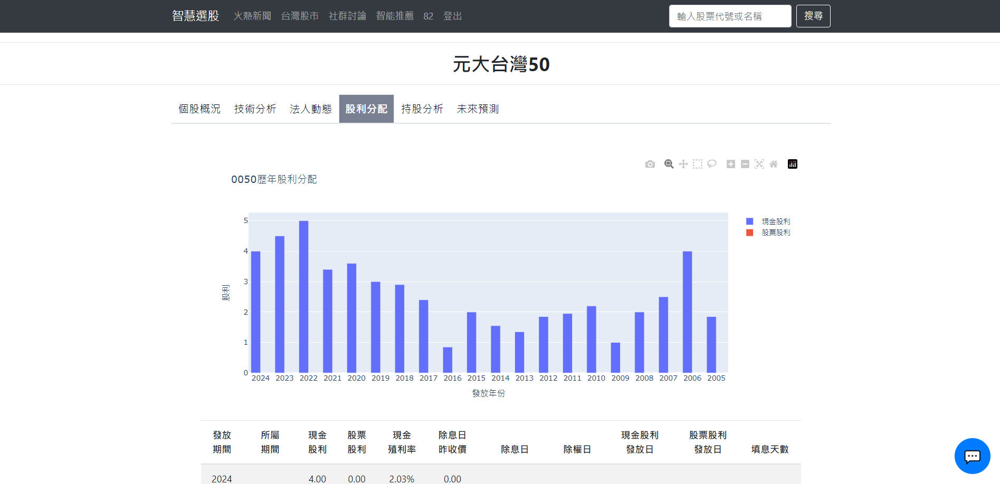 智慧選股 火熱新聞 台灣股市 社群討論 智能推薦 82 登出 輸入股票代號或名稱 搜尋
元大台灣50
個股概況 技術分析 法人動態 股利分配 持股分析 未來預測
0050歷年股利分配
現金股利
股票股利
股利
5
4
3
2
1
0
2024 2023 2022 2021 2020 2019 2018 2017 2016 2015 2014 2013 2012 2011 2010 2009 2008 2007 2006 2005
發放年份
發放 所屬 現金 股票 現金 除息日 現金股利 股票股利
期間 期間 股利 股利 殖利率 昨收價 除息日 除權日 發放日 發放日 填息天數
2024 4.00 0.00 2.03% 0.00